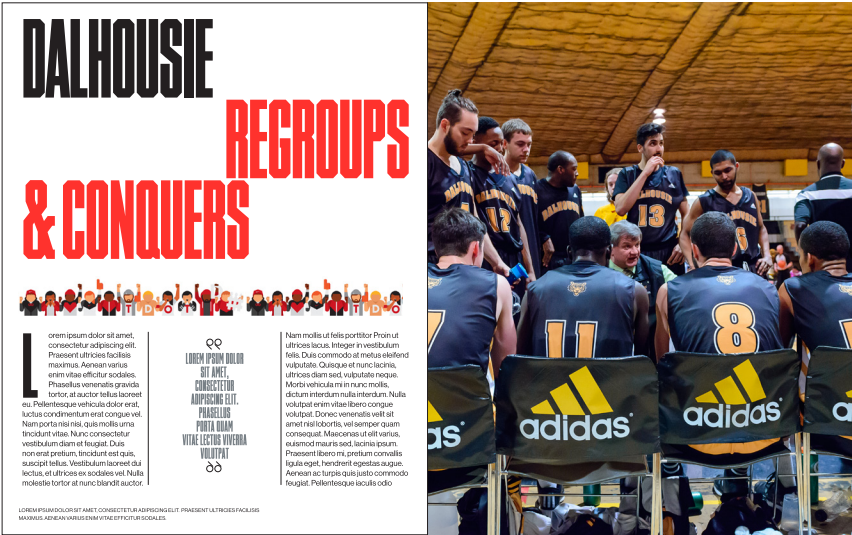 DALHOUSIE
REGROUPS
& CONQUERS
T D O T
#
T D O
Lorem ipsum dolor sit amet,
consectetur adipiscing elit.
Praesent ultricies facilisis
maximus. Aenean varius
enim vitae efficitur sodales.
Phasellus venenatis gravida
tortor, at auctor tellus laoreet
eu. Pellentesque vehicula dolor erat,
luctus condimentum erat congue vel.
Nam porta nisi nisi, quis mollis urna
tincidunt vitae. Nunc consectetur
vestibulum diam et feugiat. Duis
non erat pretium, tincidunt est quis,
suscipit tellus. Vestibulum laoreet dui
lectus, et ultrices ex sodales vel. Nulla
molestie tortor at nunc blandit auctor.
LOREM IPSUM DOLOR
SIT AMET,
CONSECTETUR
ADIPISCING ELIT.
PHASELLUS
PORTA QUAM
VITAE LECTUS VIVERRA
VOLUTPAT
Nam mollis ut felis porttitor Proin ut
ultrices lacus. Integer in vestibulum
felis. Duis commodo at metus eleifend
vulputate. Quisque et nunc lacinia,
ultrices diam sed, vulputate neque.
Morbi vehicula mi in nunc mollis,
dictum interdum nulla interdum. Nulla
volutpat enim vitae libero congue
volutpat. Donec venenatis velit sit
amet nisl lobortis, vel semper quam
consequat. Maecenas ut elit varius,
euismod mauris sed, lacinia ipsum.
Praesent libero mi, pretium convallis
ligula eget, hendrerit egestas augue.
Aenean ac turpis quis justo commodo
feugiat. Pellentesque iaculis odio
LOREM IPSUM DOLOR SIT AMET, CONSECTETUR ADIPISCING ELIT. PRAESENT ULTRICIES FACILISIS
MAXIMUS. AENEAN VARIUS ENIM VITAE EFFICITUR SODALES.
DALHOUSIE
12
DALHOUSIE
13
DALHOUSIE
7
11
8
as
adidas
adidas
adidas